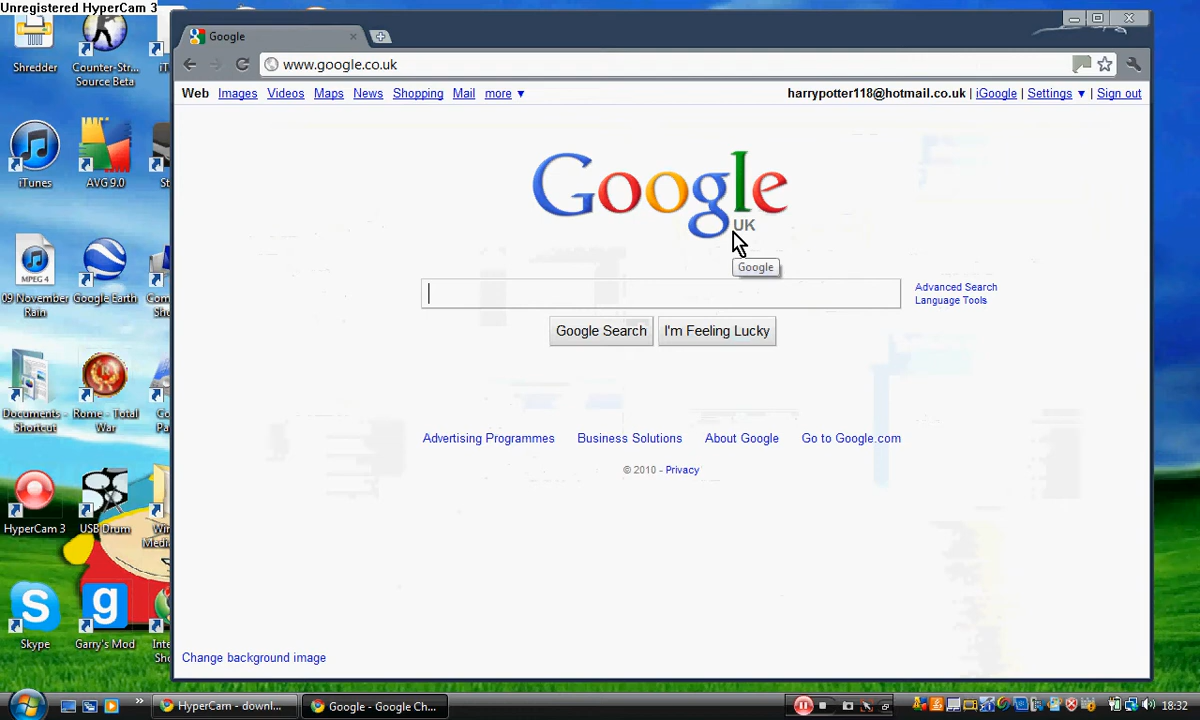 Unregistered HyperCam 3
Google
www.google.co.uk
Web Images Videos Maps News Shopping Mail more ▼
harrypotter118@hotmail.co.uk | iGoogle | Settings ▼ | Sign out
Google
UK
Google
Advanced Search
Language Tools
Google Search
I'm Feeling Lucky
Advertising Programmes Business Solutions About Google Go to Google.com
© 2010 - Privacy
Change background image
Shredder
Counter-Str...
Source Beta
iTunes
AVG 9.0
MPEG 4
09 November
Rain
Google Earth
Documents -
Shortcut
Rome - Total
War
HyperCam 3
USB Drum
Skype
Garry's Mod
HyperCam - downl...
Google - Google Ch...
18:32